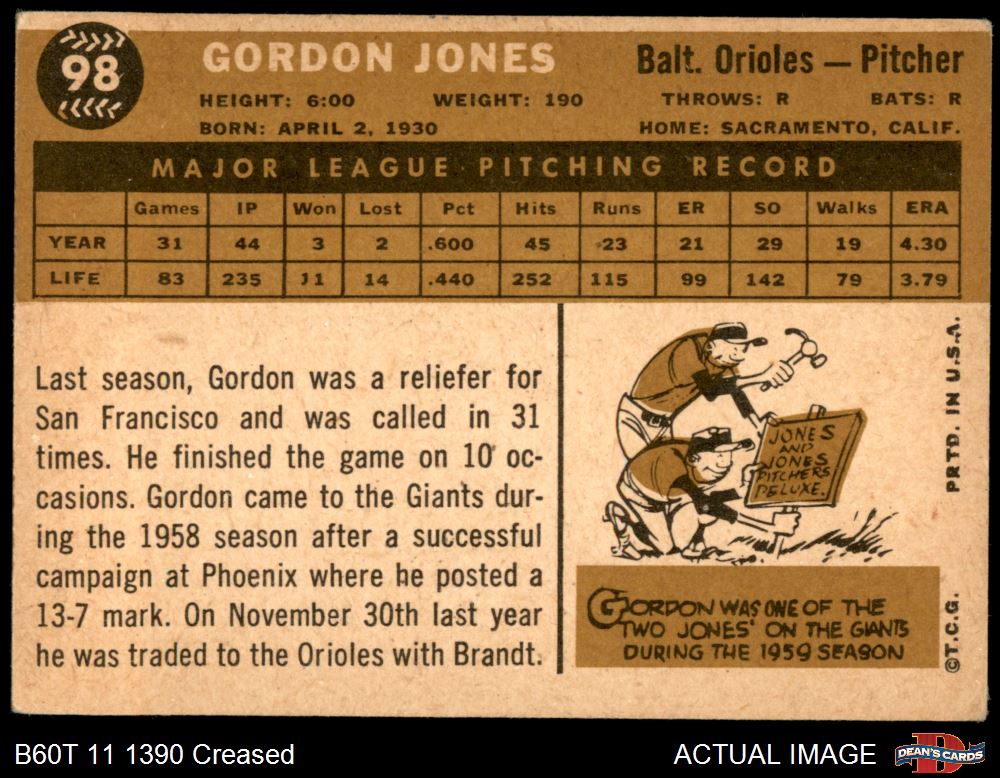 98
GORDON JONES
Balt. Orioles — Pitcher
HEIGHT: 6:00 WEIGHT: 190 THROWS: R BATS: R
BORN: APRIL 2, 1930 HOME: SACRAMENTO, CALIF.
MAJOR LEAGUE PITCHING RECORD
Games IP Won Lost Pct Hits Runs ER SO Walks ERA
YEAR 31 44 3 2 .600 45 23 21 29 19 4.30
LIFE 83 235 11 14 .440 252 115 99 142 79 3.79
Last season, Gordon was a reliefer for
San Francisco and was called in 31
times. He finished the game on 10 oc-
casions. Gordon came to the Giants dur-
ing the 1958 season after a successful
campaign at Phoenix where he posted a
13-7 mark. On November 30th last year
he was traded to the Orioles with Brandt.
JONES
AND
JONES
PITCHERS
DELUXE.
GORDON WAS ONE OF THE
TWO JONES' ON THE GIANTS
DURING THE 1959 SEASON
©T.C.G. PRTD. IN U.S.A.
B60T 11 1390 Creased
ACTUAL IMAGE
DEAN'S CARDS